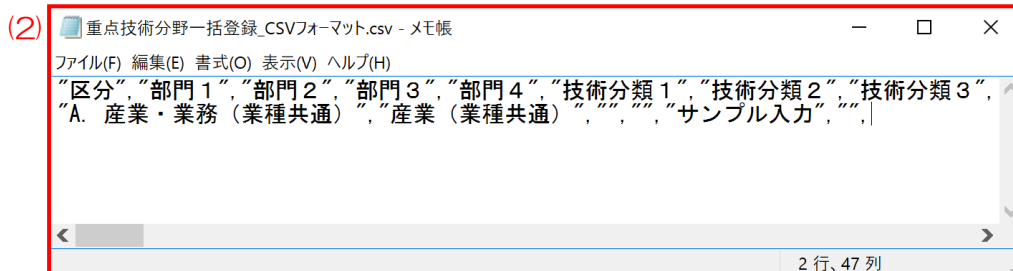 (2)
重点技術分野一括登録_CSVフォーマット.csv - メモ帳
ファイル(F) 編集(E) 書式(O) 表示(V) ヘルプ(H)
"区分","部門１","部門２","部門３","部門４","技術分類１","技術分類２","技術分類３",
"A. 産業・業務（業種共通）","産業（業種共通）","","","サンプル入力","",
2 行、47 列